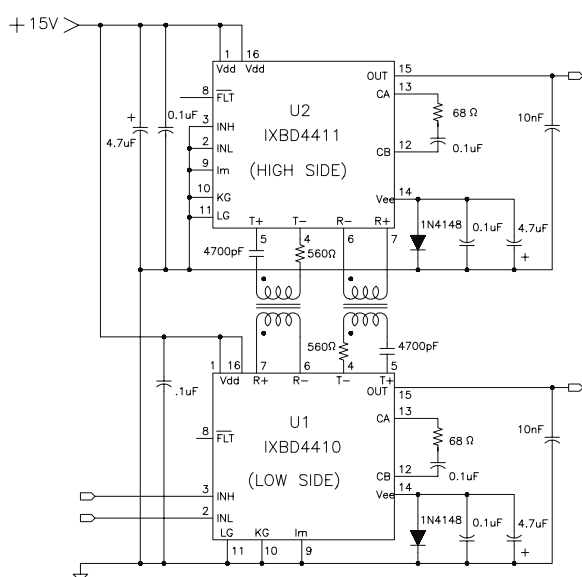 + 15V
1 16
Vdd Vdd
15
OUT
8
FLT
CA
13
U2
68 Ω
10nF
+
0.1uF
3
INH
IXBD4411
4.7uF
2
INL
CB
12
0.1uF
9
Im
(HIGH SIDE)
10
KG
14
Vee
11
LG
T+ T- R- R+
1N4148
0.1uF
4.7uF
5 4 6 7
4700pF
560Ω
+
560Ω
4700pF
1 16 7 6 4 5
Vdd R+ R- T- T+
OUT
15
.1uF
CA
13
10nF
U1
8
FLT
IXBD4410
68 Ω
(LOW SIDE)
CB
12
0.1uF
3
INH
Vee
14
2
INL
1N4148
0.1uF
4.7uF
LG KG Im
11 10 9
+